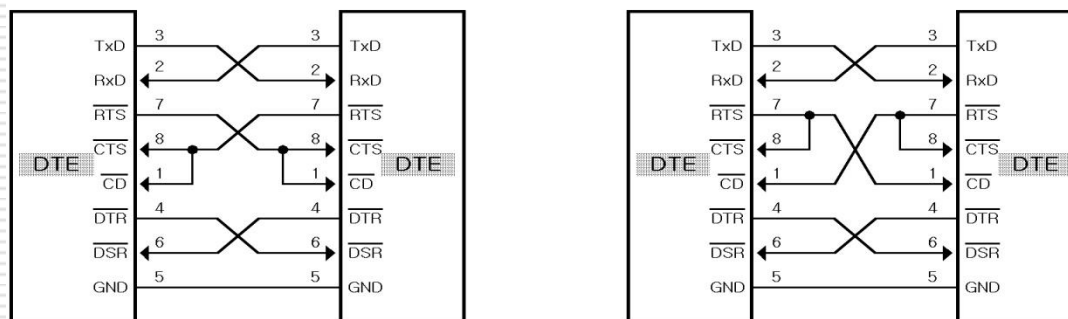 TxD 3 3 TxD
RxD 2 2 RxD
RTS 7 7 RTS
CTS 8 8 CTS
DTE DTE
CD 1 1 CD
DTR 4 4 DTR
DSR 6 6 DSR
GND 5 5 GND
TxD 3 3 TxD
RxD 2 2 RxD
RTS 7 7 RTS
CTS 8 8 CTS
DTE DTE
CD 1 1 CD
DTR 4 4 DTR
DSR 6 6 DSR
GND 5 5 GND